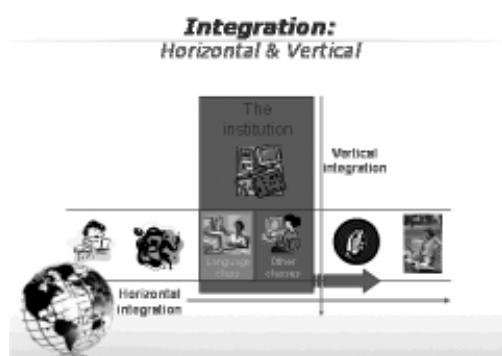 Integration:
Horizontal & Vertical
The
institution
Vertical
integration
Language
class
Other
classes
Horizontal
integration